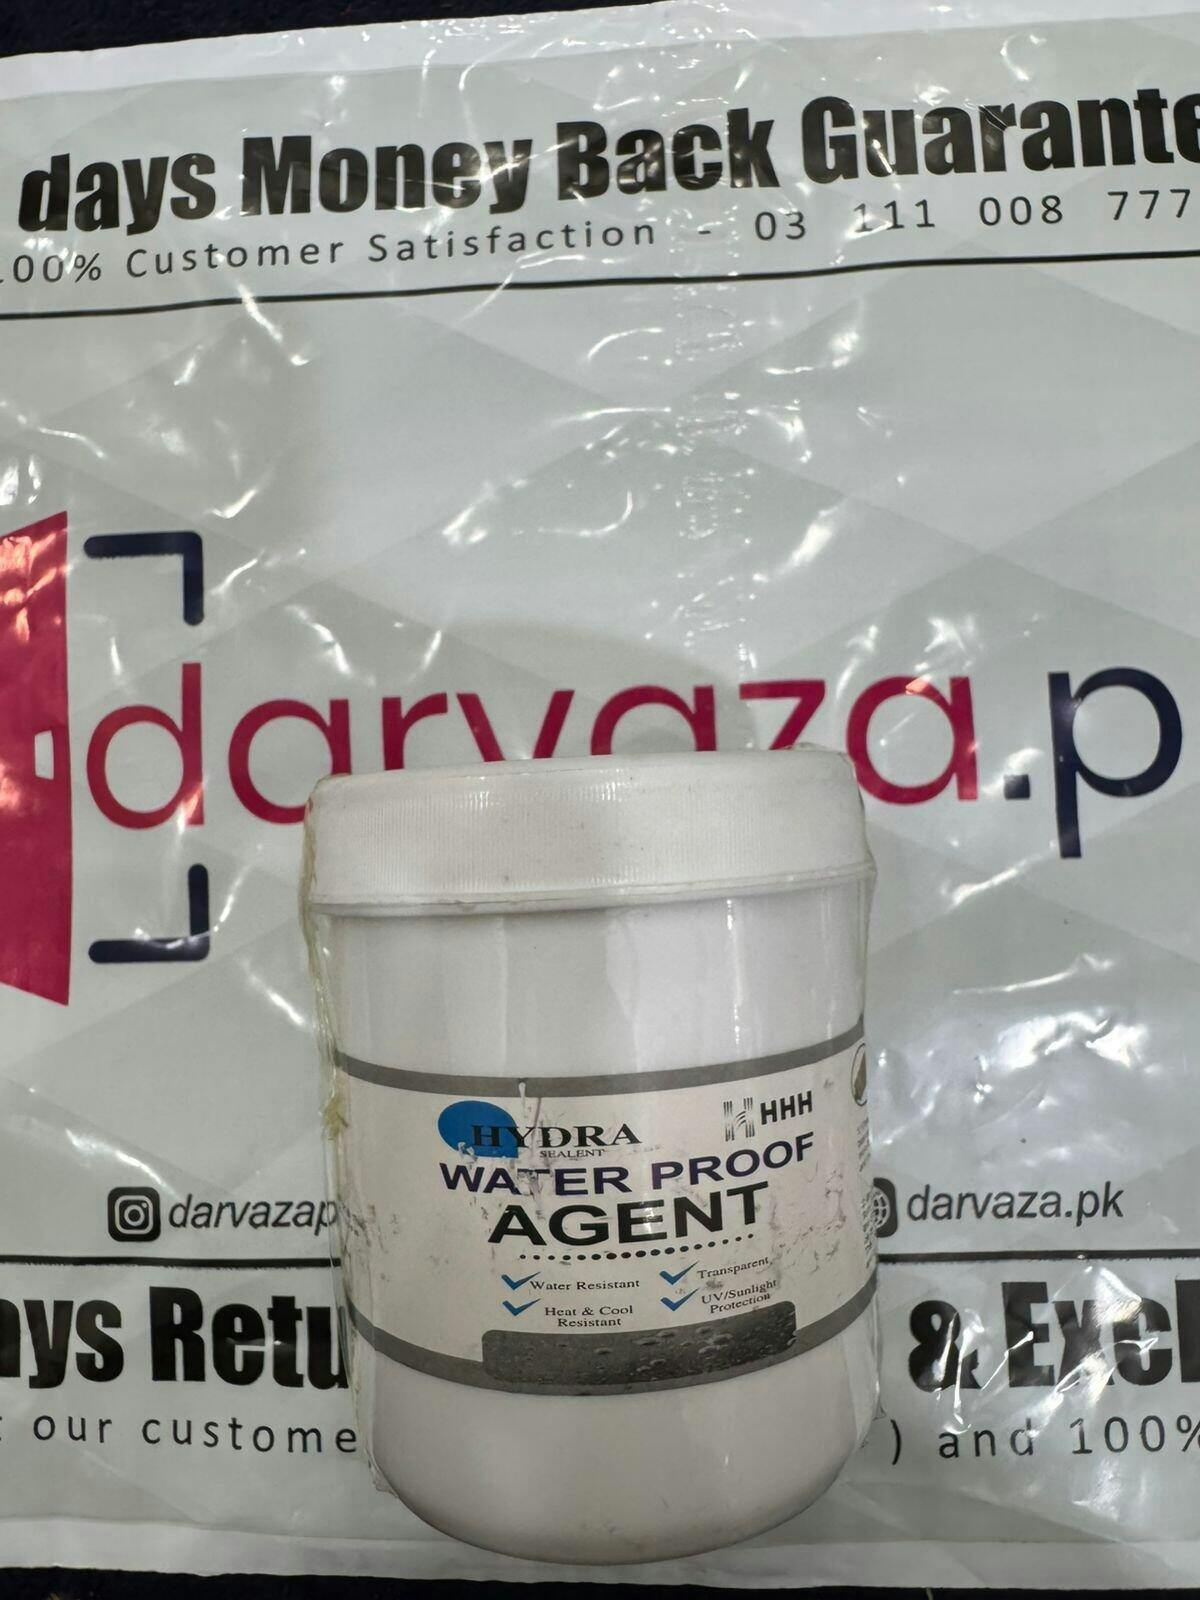 days Money Back Guarante
100% Customer Satisfaction - 03 111 008 777
darvaza.p
HYDRA
SEALENT
HHH
WATER PROOF
AGENT
Water Resistant
Transparent
Heat & Cool
Resistant
UV/Sunlight
Protection
darvazap
darvaza.pk
ays Retu & Excl
our custome ) and 100%